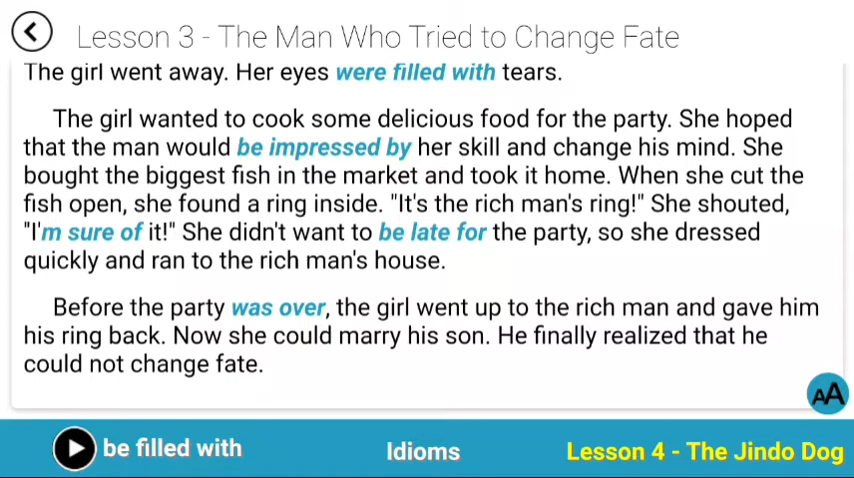 Lesson 3 - The Man Who Tried to Change Fate
The girl went away. Her eyes were filled with tears.
The girl wanted to cook some delicious food for the party. She hoped
that the man would be impressed by her skill and change his mind. She
bought the biggest fish in the market and took it home. When she cut the
fish open, she found a ring inside. "It's the rich man's ring!" She shouted,
"I'm sure of it!" She didn't want to be late for the party, so she dressed
quickly and ran to the rich man's house.
Before the party was over, the girl went up to the rich man and gave him
his ring back. Now she could marry his son. He finally realized that he
could not change fate.
AA
be filled with
Idioms
Lesson 4 - The Jindo Dog